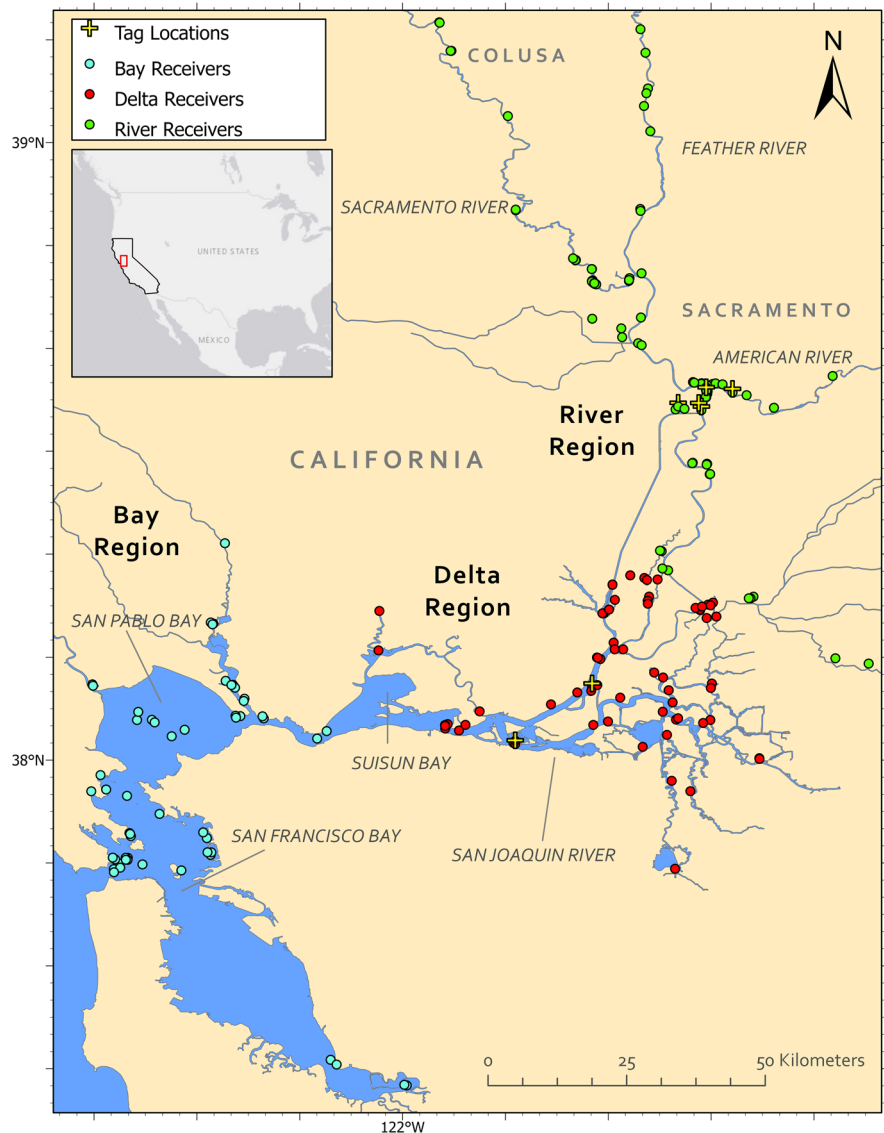 Tag Locations
Bay Receivers
Delta Receivers
River Receivers
N
COLUSA
39°N
FEATHER RIVER
SACRAMENTO RIVER
UNITED STATES
MÉXICO
SACRAMENTO
AMERICAN RIVER
River
Region
CALIFORNIA
Bay
Region
Delta
Region
SAN PABLO BAY
38°N
SUISUN BAY
SAN FRANCISCO BAY
SAN JOAQUIN RIVER
0 25 50 Kilometers
122°W